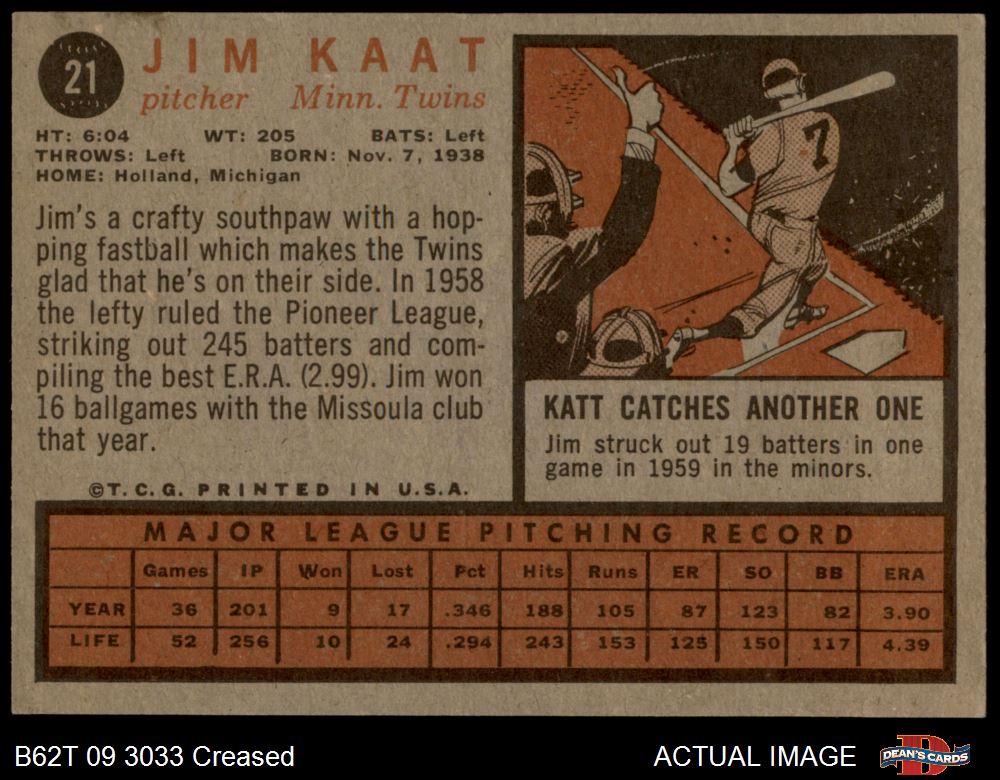 21
JIM KAAT
pitcher Minn. Twins
HT: 6:04 WT: 205 BATS: Left
THROWS: Left BORN: Nov. 7, 1938
HOME: Holland, Michigan
Jim's a crafty southpaw with a hop-
ping fastball which makes the Twins
glad that he's on their side. In 1958
the lefty ruled the Pioneer League,
striking out 245 batters and com-
piling the best E.R.A. (2.99). Jim won
16 ballgames with the Missoula club
that year.
©T.C.G. PRINTED IN U.S.A.
7
KATT CATCHES ANOTHER ONE
Jim struck out 19 batters in one
game in 1959 in the minors.
MAJOR LEAGUE PITCHING RECORD
Games IP Won Lost Pct Hits Runs ER SO BB ERA
YEAR 36 201 9 17 .346 188 105 87 123 82 3.90
LIFE 52 256 10 24 .294 243 153 125 150 117 4.39
B62T 09 3033 Creased
ACTUAL IMAGE
DEAN'S CARDS